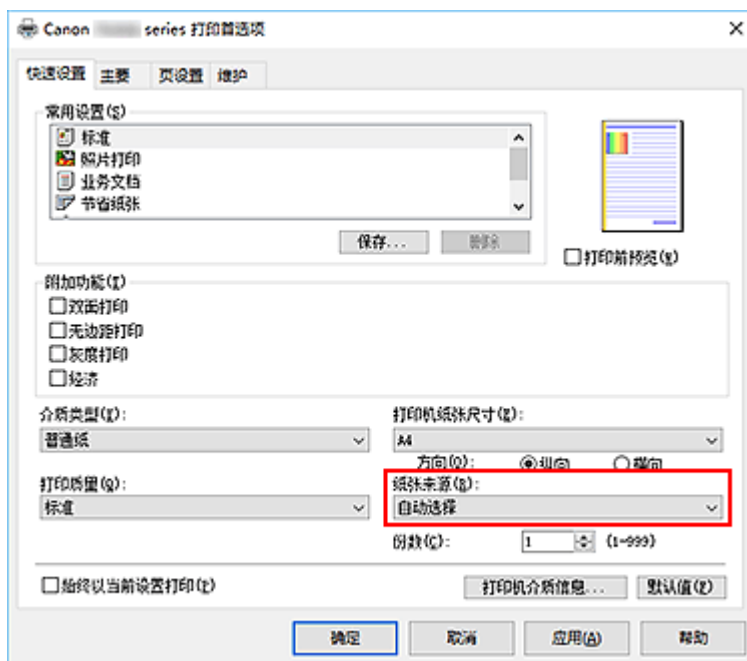 Canon series 打印首选项
快速设置 主要 页设置 维护
常用设置(S)
标准
照片打印
业务文档
节省纸张
保存... 删除
打印前预览(W)
附加功能(I)
双面打印
无边距打印
灰度打印
经济
介质类型(X): 打印机纸张尺寸(E):
普通纸 A4
方向(O): 纵向 横向
打印质量(Q): 纸张来源(R):
标准 自动选择
份数(C): 1 (1-999)
始终以当前设置打印(P)
打印机介质信息... 默认值(Z)
确定 取消 应用(A) 帮助